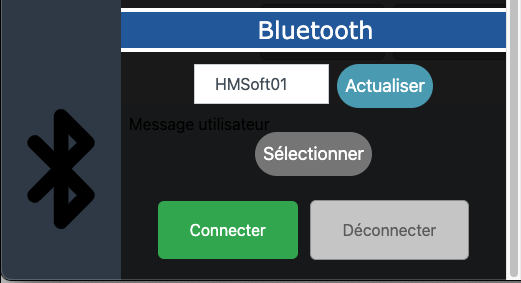 Bluetooth
HMSoft01
Actualiser
Message utilisateur
Sélectionner
Connecter
Déconnecter